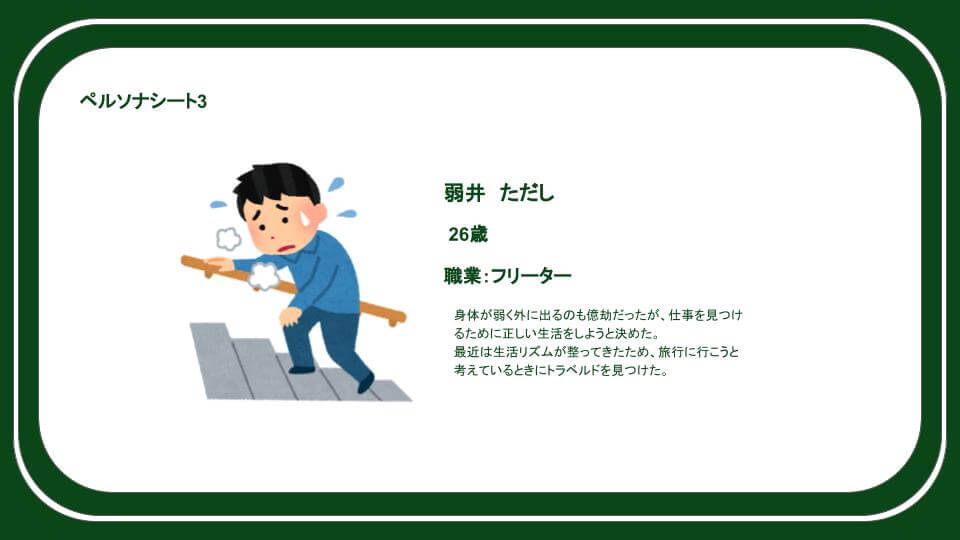 ペルソナシート3
弱井　ただし
26歳
職業：フリーター
身体が弱く外に出るのも億劫だったが、仕事を見つけ
るために正しい生活をしようと決めた。
最近は生活リズムが整ってきたため、旅行に行こうと
考えているときにトラベルドを見つけた。